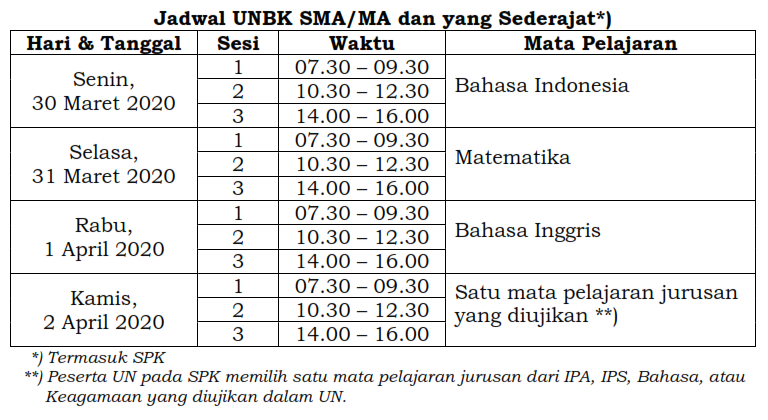 Jadwal UNBK SMA/MA dan yang Sederajat*)
Hari & Tanggal Sesi Waktu Mata Pelajaran
Senin,
30 Maret 2020
1 07.30 – 09.30
2 10.30 – 12.30
3 14.00 – 16.00
Bahasa Indonesia
Selasa,
31 Maret 2020
1 07.30 – 09.30
2 10.30 – 12.30
3 14.00 – 16.00
Matematika
Rabu,
1 April 2020
1 07.30 – 09.30
2 10.30 – 12.30
3 14.00 – 16.00
Bahasa Inggris
Kamis,
2 April 2020
1 07.30 – 09.30
2 10.30 – 12.30
3 14.00 – 16.00
Satu mata pelajaran jurusan
yang diujikan **)
*) Termasuk SPK
**) Peserta UN pada SPK memilih satu mata pelajaran jurusan dari IPA, IPS, Bahasa, atau
Keagamaan yang diujikan dalam UN.